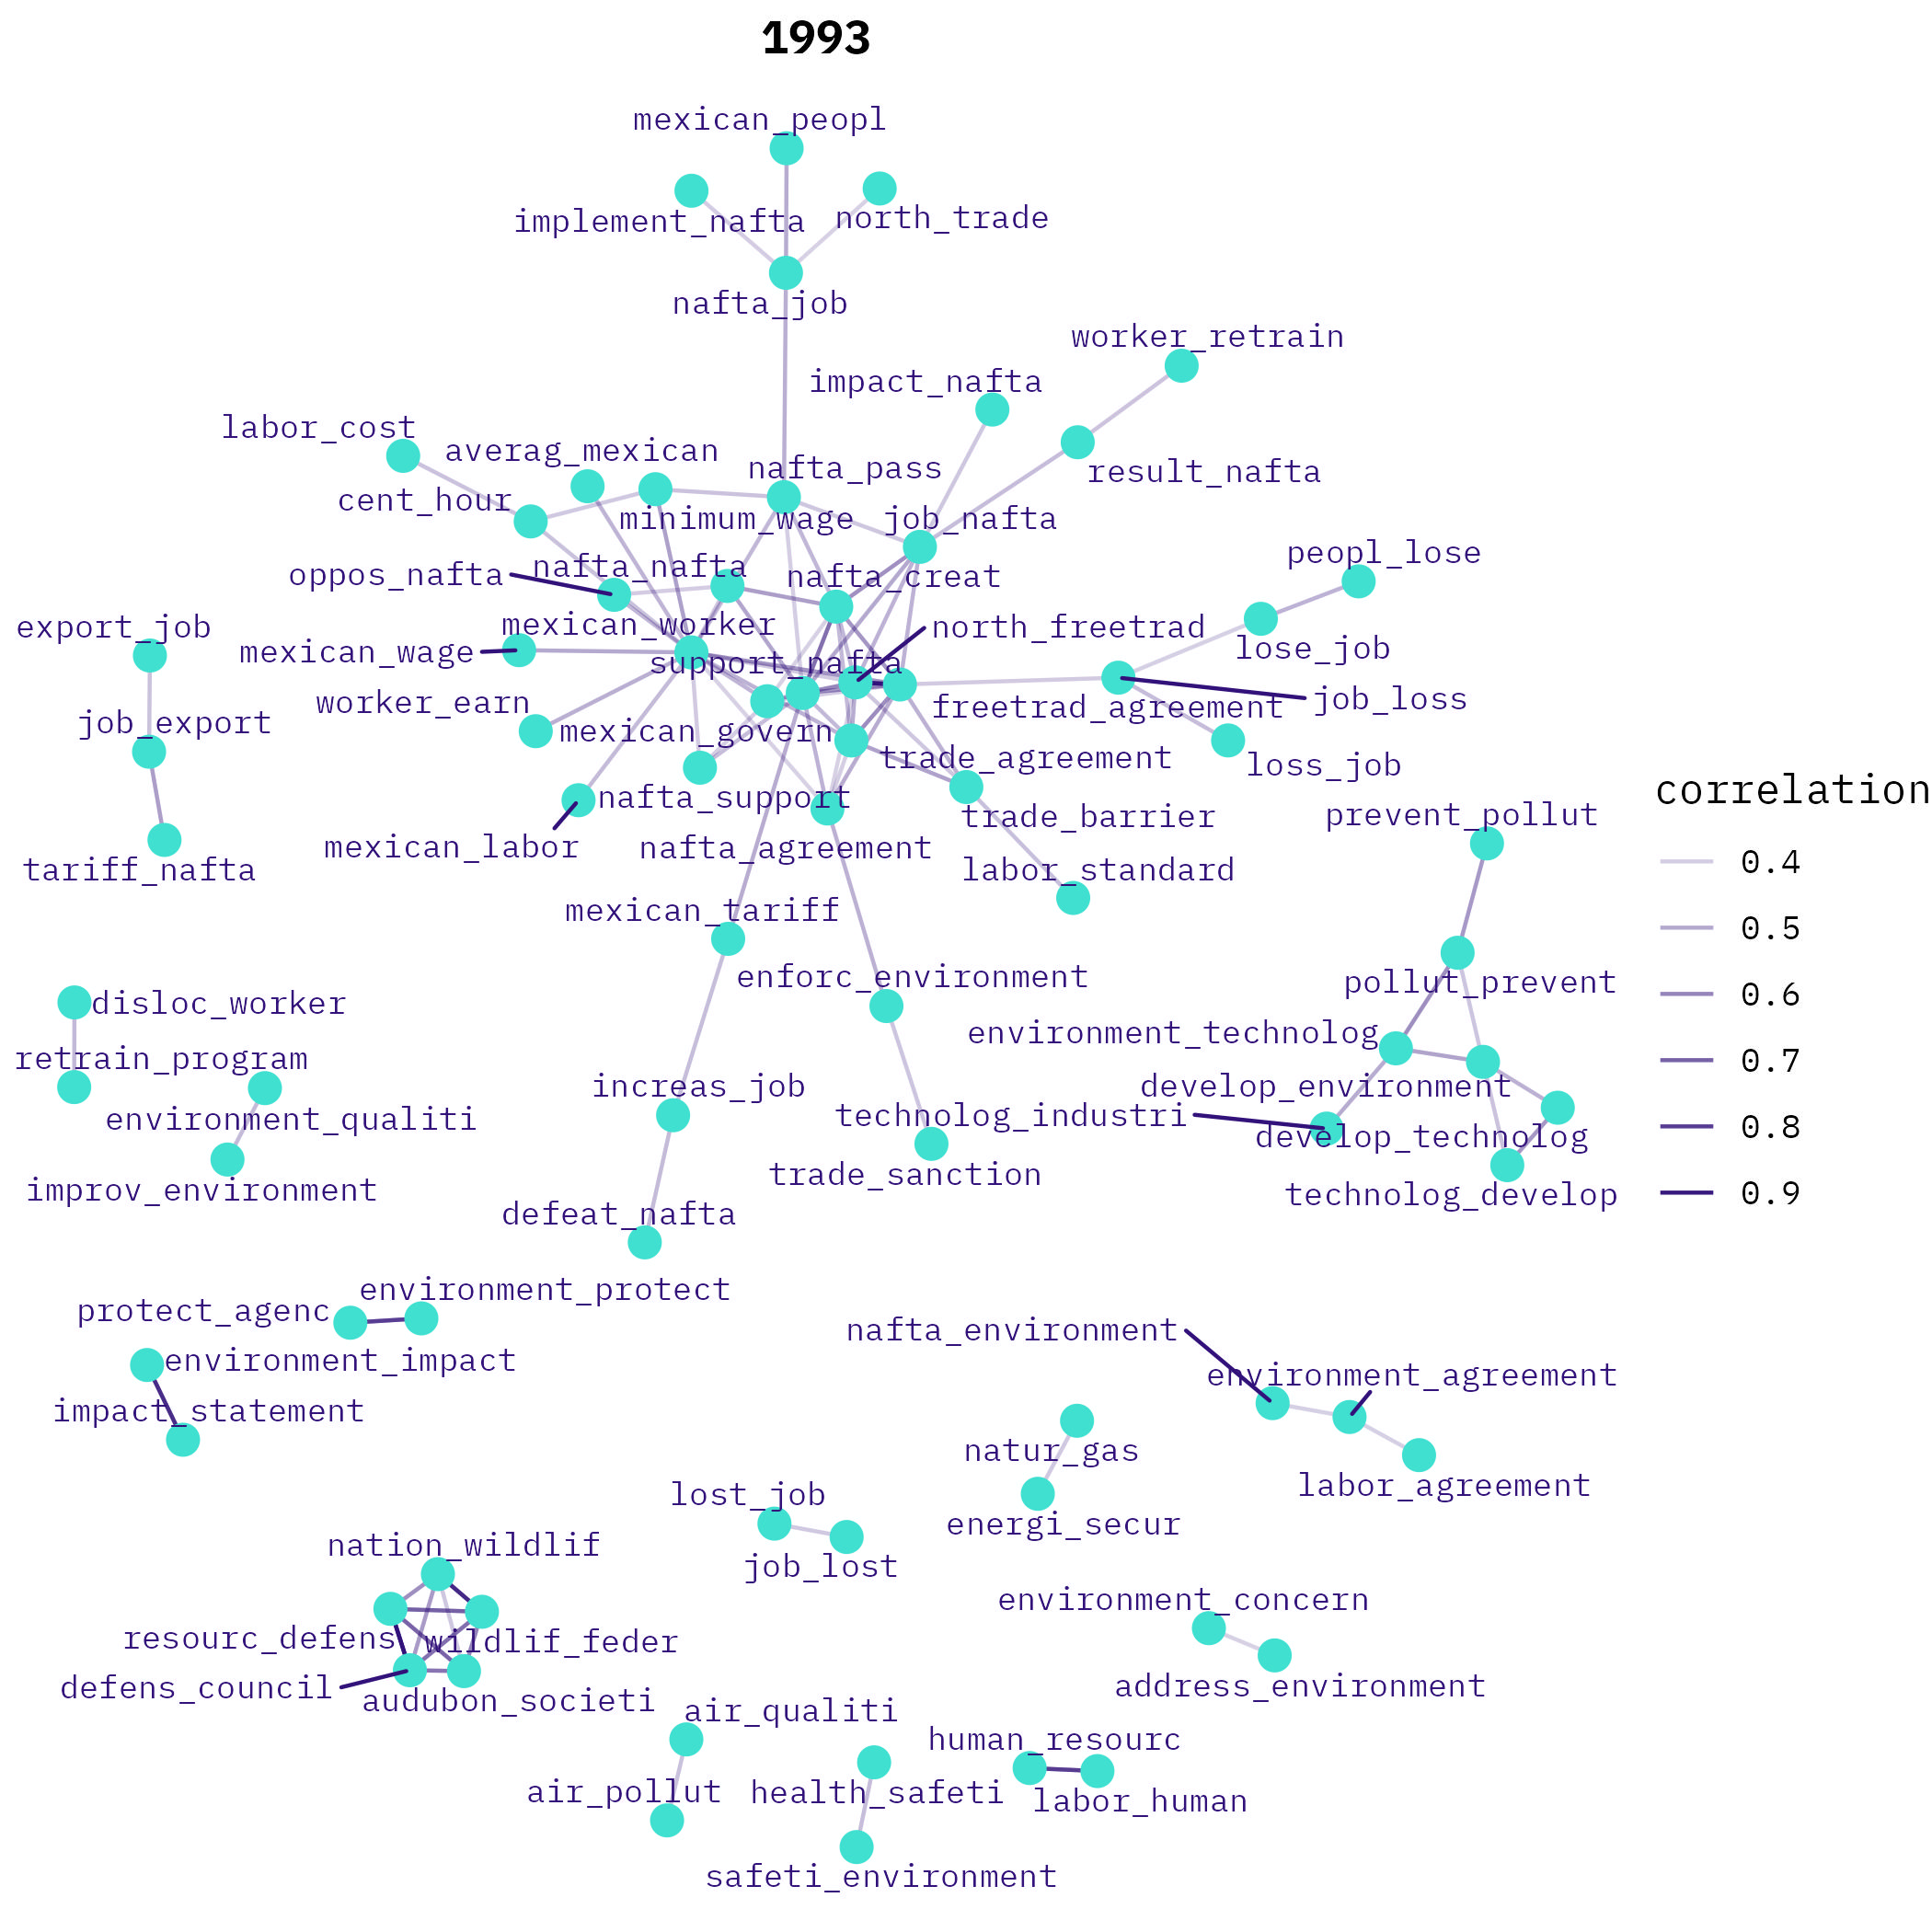 1993
mexican_peopl
implement_nafta
north_trade
nafta_job
worker_retrain
impact_nafta
labor_cost
averag_mexican
nafta_pass
result_nafta
cent_hour
minimum_wage
job_nafta
peopl_lose
oppos_nafta
nafta_nafta
nafta_creat
export_job
mexican_worker
north_freetrad
mexican_wage
support_nafta
lose_job
worker_earn
freetrad_agreement
job_loss
job_export
mexican_govern
trade_agreement
loss_job
correlation
nafta_support
trade_barrier
prevent_pollut
mexican_labor
nafta_agreement
0.4
tariff_nafta
labor_standard
mexican_tariff
0.5
enforc_environment
pollut_prevent
0.6
disloc_worker
environment_technolog
retrain_program
0.7
increas_job
develop_environment
environment_qualiti
technolog_industri
0.8
develop_technolog
trade_sanction
improv_environment
technolog_develop
0.9
defeat_nafta
environment_protect
protect_agenc
nafta_environment
environment_impact
environment_agreement
impact_statement
natur_gas
labor_agreement
lost_job
energi_secur
nation_wildlif
job_lost
environment_concern
resourc_defens
wildlif_feder
defens_council
address_environment
audubon_societi
air_qualiti
human_resourc
air_pollut
health_safeti
labor_human
safeti_environment